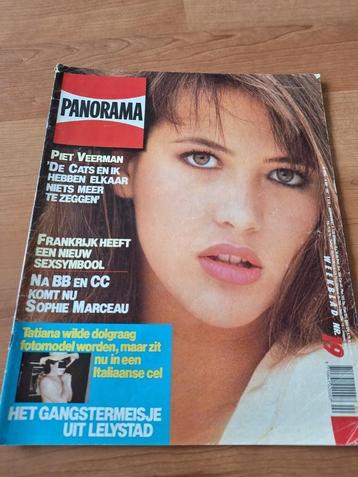 PANORAMA
PIET VEERMAN
'DE CATS EN IK
HEBBEN ELKAAR
NIETS MEER
TE ZEGGEN'
FRANKRIJK HEEFT
EEN NIEUW
SEXSYMBOOL
NA BB EN CC
KOMT NU
SOPHIE MARCEAU
Tatiana wilde dolgraag
fotomodel worden, maar zit
nu in een
Italiaanse cel
HET GANGSTERMEISJE
UIT LELYSTAD
WEEKBLAD NR.